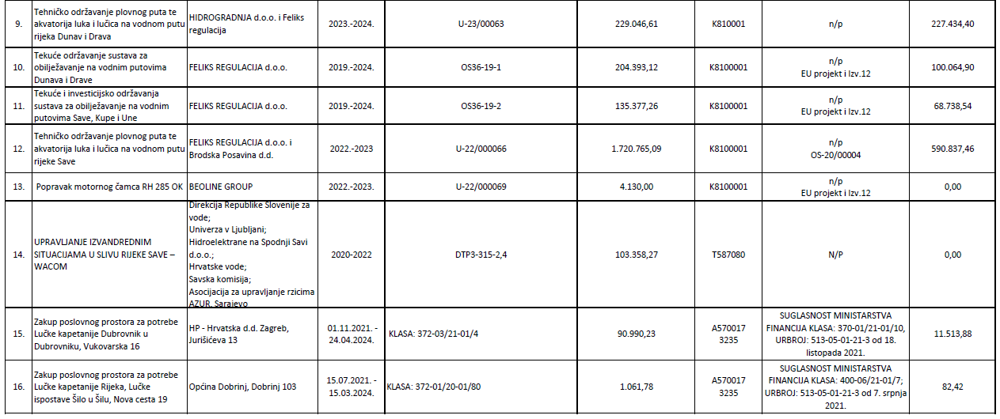 9.
Tehničko održavanje plovnog puta te
akvatorija luka i lučica na vodnom putu
rijeka Dunav i Drava
HIDROGRADNJA d.o.o. i Feliks
regulacija
2023.-2024.
U-23/00063
229.046,61
K810001
n/p
227.434,40
10.
Tekuće održavanje sustava za
obilježavanje na vodnim putovima
Dunava i Drave
FELIKS REGULACIJA d.o.o.
2019.-2024.
OS36-19-1
204.393,12
K8100001
n/p
EU projekt i Izv.12
100.064,90
11.
Tekuće i investicijsko održavanja
sustava za obilježavanje na vodnim
putovima Save, Kupe i Une
FELIKS REGULACIJA d.o.o.
2019.-2024.
OS36-19-2
135.377,26
K8100001
n/p
EU projekt i Izv.12
68.738,54
12.
Tehničko održavanje plovnog puta te
akvatorija luka i lučica na vodnom putu
rijeke Save
FELIKS REGULACIJA d.o.o. i
Brodska Posavina d.d.
2022.-2023
U-22/000066
1.720.765,09
K8100001
n/p
OS-20/00004
590.837,46
13.
Popravak motornog čamca RH 285 OK
BEOLINE GROUP
2022.-2023.
U-22/000069
4.130,00
K8100001
n/p
EU projekt i Izv.12
0,00
14.
UPRAVLJANJE IZVANDREDNIM
SITUACIJAMA U SLIVU RIJEKE SAVE –
WACOM
Direkcija Republike Slovenije za
vode;
Univerza v Ljubljani;
Hidroelektrane na Spodnji Savi
d.o.o.;
Hrvatske vode;
Savska komisija;
Asocijacija za upravljanje rzicima
AZUR, Sarajevo
2020-2022
DTP3-315-2,4
103.358,27
T587080
N/P
0,00
15.
Zakup poslovnog prostora za potrebe
Lučke kapetanije Dubrovnik u
Dubrovniku, Vukovarska 16
HP - Hrvatska d.d. Zagreb,
Jurišićeva 13
01.11.2021. -
24.04.2024.
KLASA: 372-03/21-01/4
90.990,23
A570017
3235
SUGLASNOST MINISTARSTVA
FINANCIJA KLASA: 370-01/21-01/10,
URBROJ: 513-05-01-21-3 od 18.
listopada 2021.
11.513,88
16.
Zakup poslovnog prostora za potrebe
Lučke kapetanije Rijeka, Lučke
ispostave Šilo u Šilu, Nova cesta 19
Općina Dobrinj, Dobrinj 103
15.07.2021. -
15.03.2024.
KLASA: 372-01/20-01/80
1.061,78
A570017
3235
SUGLASNOST MINISTARSTVA
FINANCIJA KLASA: 400-06/21-01/7;
URBROJ: 513-05-01-21-3 od 7. srpnja
2021.
82,42